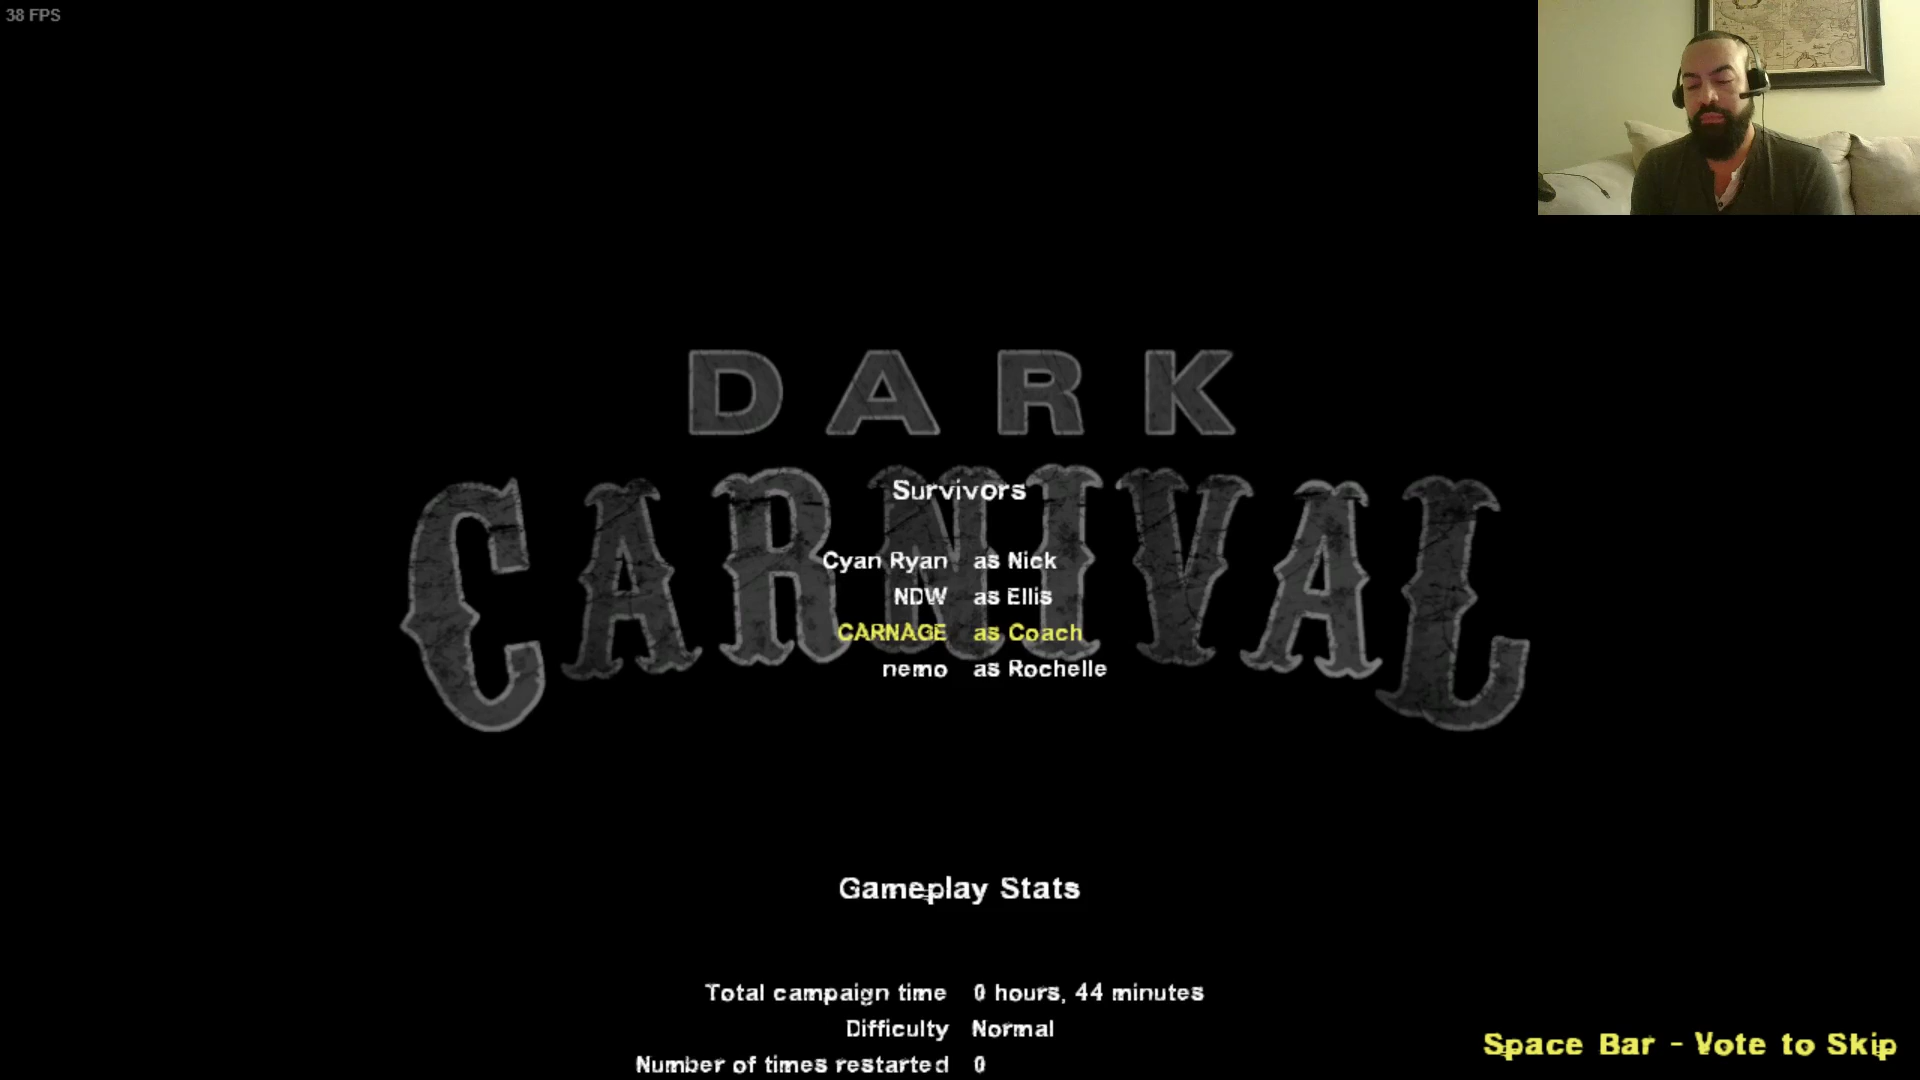 38 FPS
DARK
CARNIVAL
Survivors
Cyan Ryan as Nick
NDW as Ellis
CARNAGE as Coach
nemo as Rochelle
Gameplay Stats
Total campaign time 0 hours, 44 minutes
Difficulty Normal
Number of times restarted 0
Space Bar - Vote to Skip